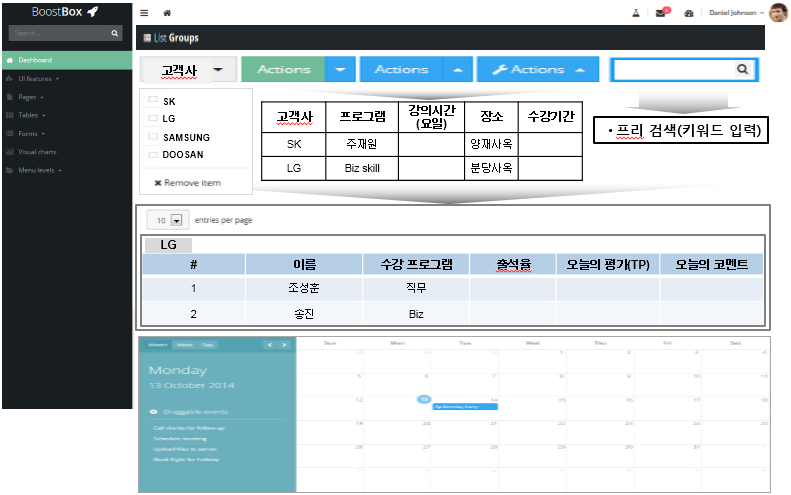 BoostBox
Daniel Johnson
Search...
List Groups
Dashboard
UI features
Pages
Tables
Forms
Visual charts
Menu levels
고객사
Actions
Actions
Actions
SK
LG
SAMSUNG
DOOSAN
Remove item
고객사 프로그램 강의시간 (요일) 장소 수강기간
SK 주재원 양재사옥
LG Biz skill 분당사옥
• 프리 검색(키워드 입력)
10 entries per page
LG
# 이름 수강 프로그램 출석율 오늘의 평가(TP) 오늘의 코멘트
1 조성훈 직무
2 송진 Biz
Month Week Day < >
Monday
13 October 2014
Draggable events
Call clients for follow-up
Schedule meeting
Upload files to server
Book flight for holiday
Sun Mon Tue Wed Thu Fri Sat
28 29 30 1 2 3 4
5 6 7 8 9 10 11
12 13 14 15 16 17 18
7p Birthday Party
19 20 21 22 23 24 25
26 27 28 29 30 31 1
2 3 4 5 6 7 8